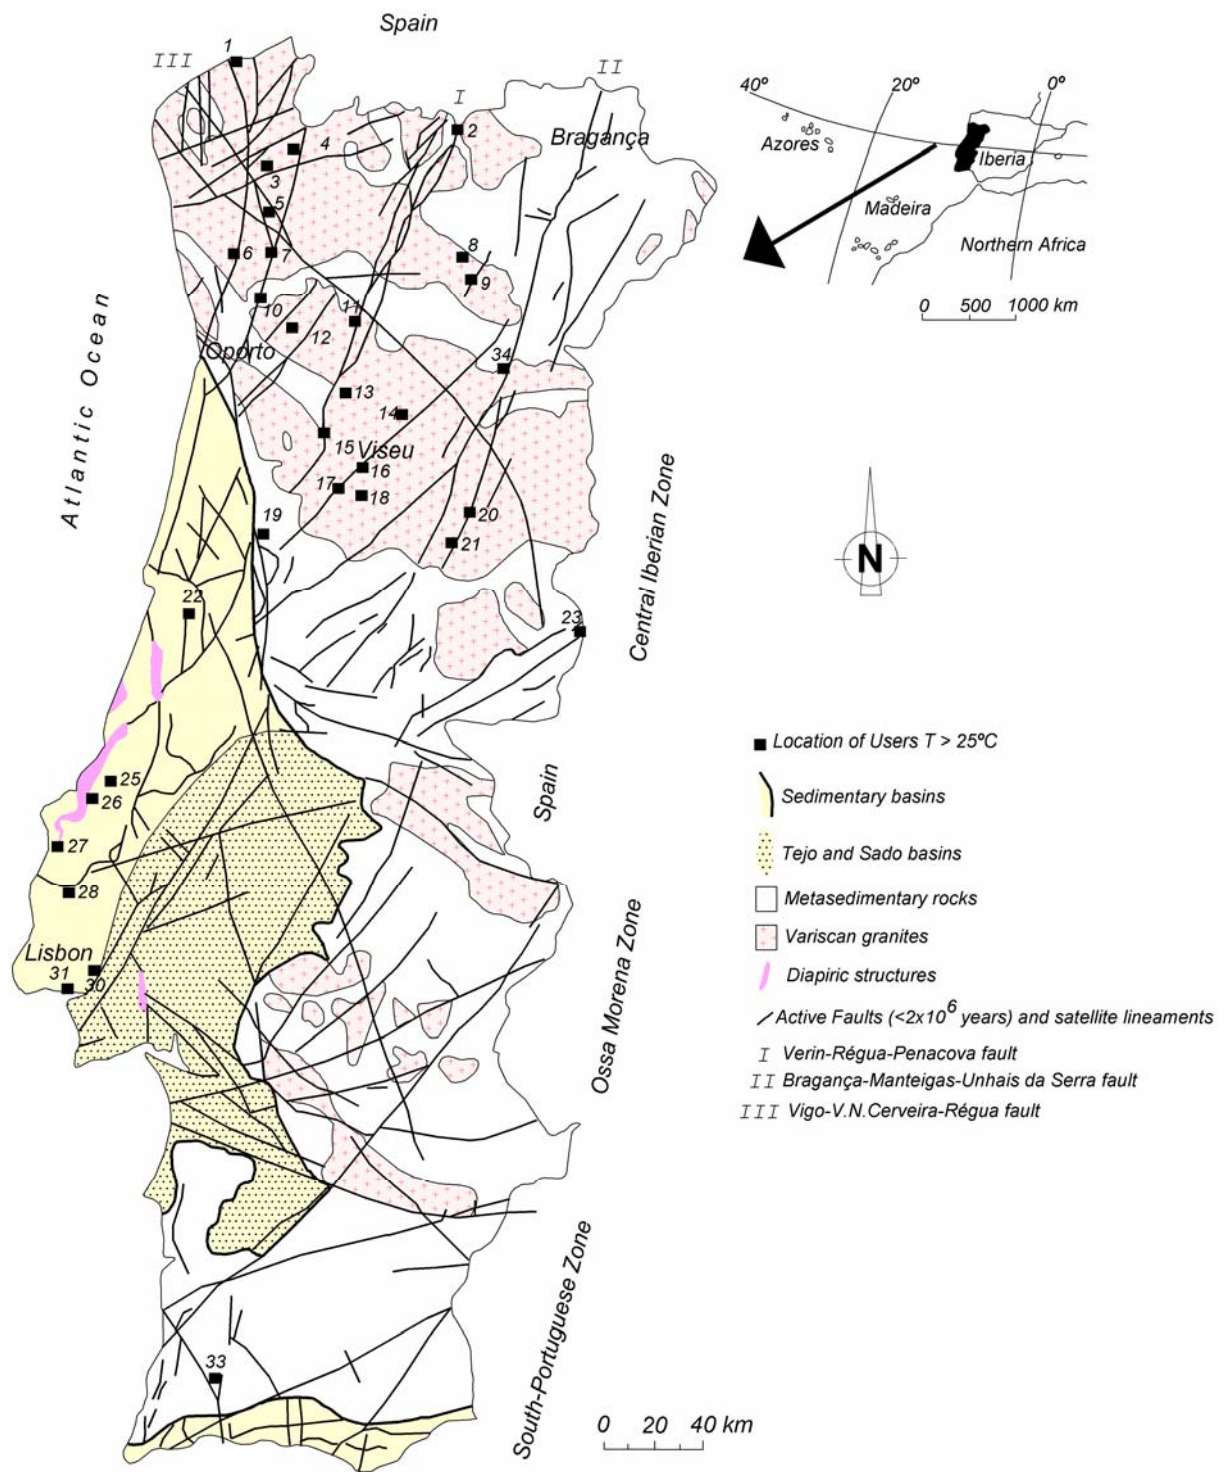 Spain
1
III
II
I
2
Bragança
4
3
5
6
7
8
9
10
11
12
Oporto
34
13
14
15
Viseu
16
17
18
19
20
21
22
23
25
26
27
28
Lisbon
31
30
33
Atlantic Ocean
Central Iberian Zone
Spain
Ossa Morena Zone
South-Portuguese Zone
0 20 40 km
40º
20º
0º
Azores
Iberia
Madeira
Northern Africa
0 500 1000 km
N
Location of Users T > 25ºC
Sedimentary basins
Tejo and Sado basins
Metasedimentary rocks
Variscan granites
Diapiric structures
Active Faults (<2x10⁶ years) and satellite lineaments
I Verin-Régua-Penacova fault
II Bragança-Manteigas-Unhais da Serra fault
III Vigo-V.N.Cerveira-Régua fault